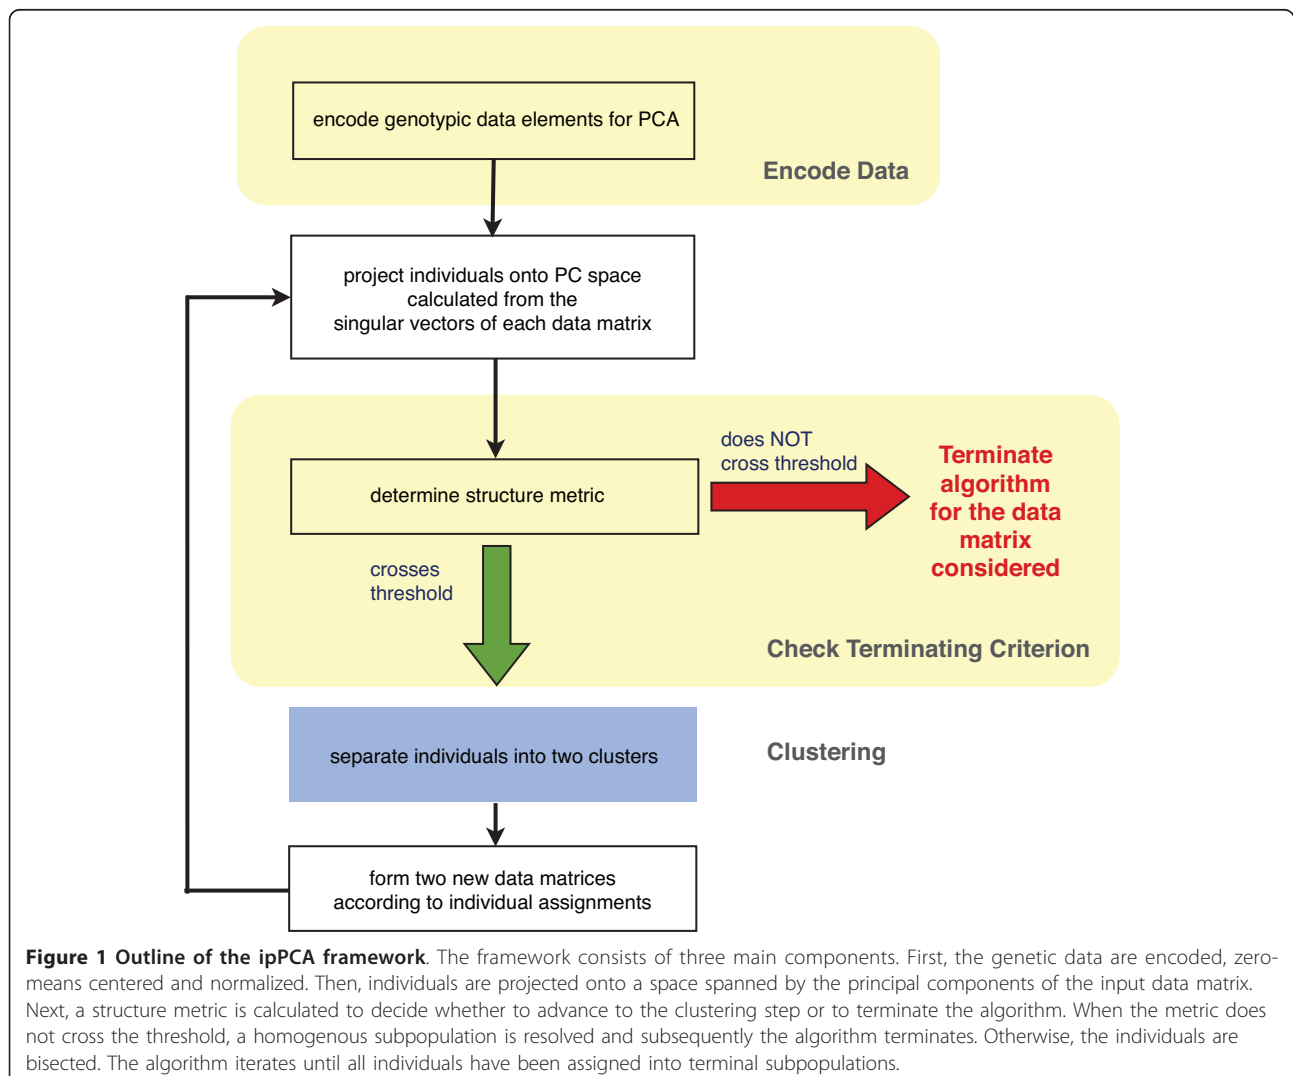 encode genotypic data elements for PCA
Encode Data
project individuals onto PC space
calculated from the
singular vectors of each data matrix
does NOT
cross threshold
Terminate
algorithm
for the data
matrix
considered
determine structure metric
crosses
threshold
Check Terminating Criterion
separate individuals into two clusters
Clustering
form two new data matrices
according to individual assignments
Figure 1 Outline of the ipPCA framework. The framework consists of three main components. First, the genetic data are encoded, zero-
means centered and normalized. Then, individuals are projected onto a space spanned by the principal components of the input data matrix.
Next, a structure metric is calculated to decide whether to advance to the clustering step or to terminate the algorithm. When the metric does
not cross the threshold, a homogenous subpopulation is resolved and subsequently the algorithm terminates. Otherwise, the individuals are
bisected. The algorithm iterates until all individuals have been assigned into terminal subpopulations.